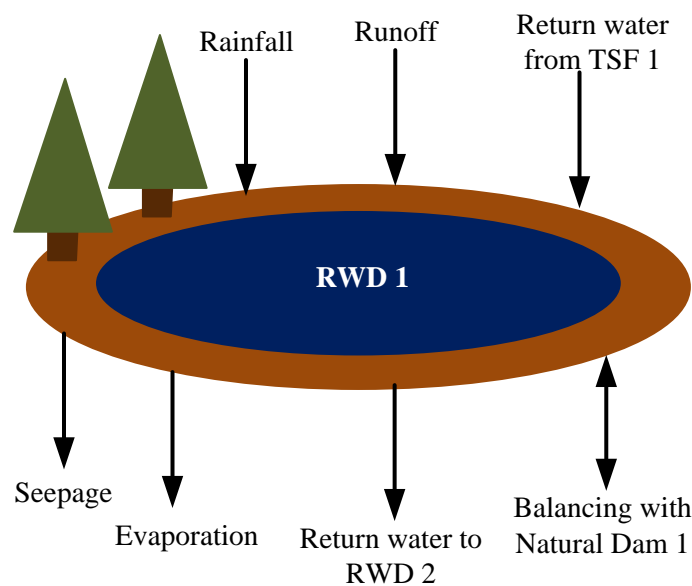 Rainfall
Runoff
Return water
from TSF 1
RWD 1
Seepage
Evaporation
Return water to
RWD 2
Balancing with
Natural Dam 1